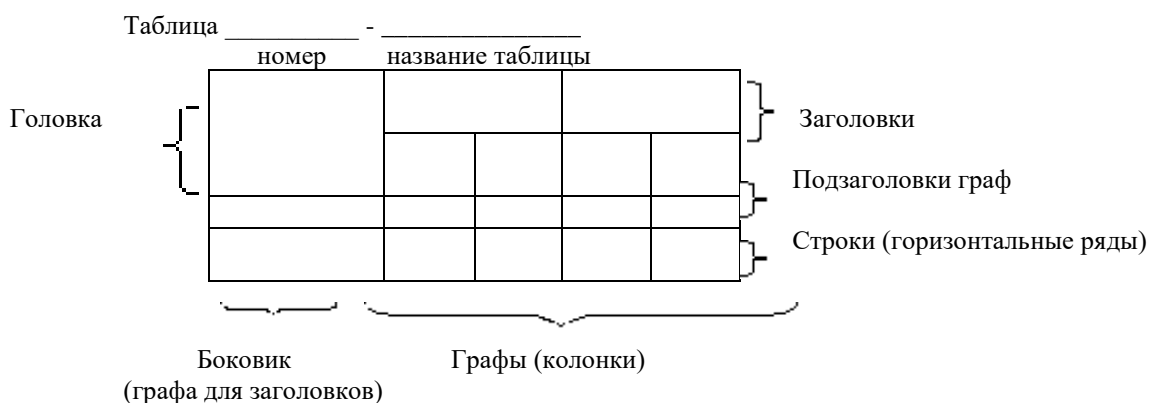 Таблица __________ - _______________
номер название таблицы
Головка
Заголовки
Подзаголовки граф
Строки (горизонтальные ряды)
Боковик
(графа для заголовков)
Графы (колонки)